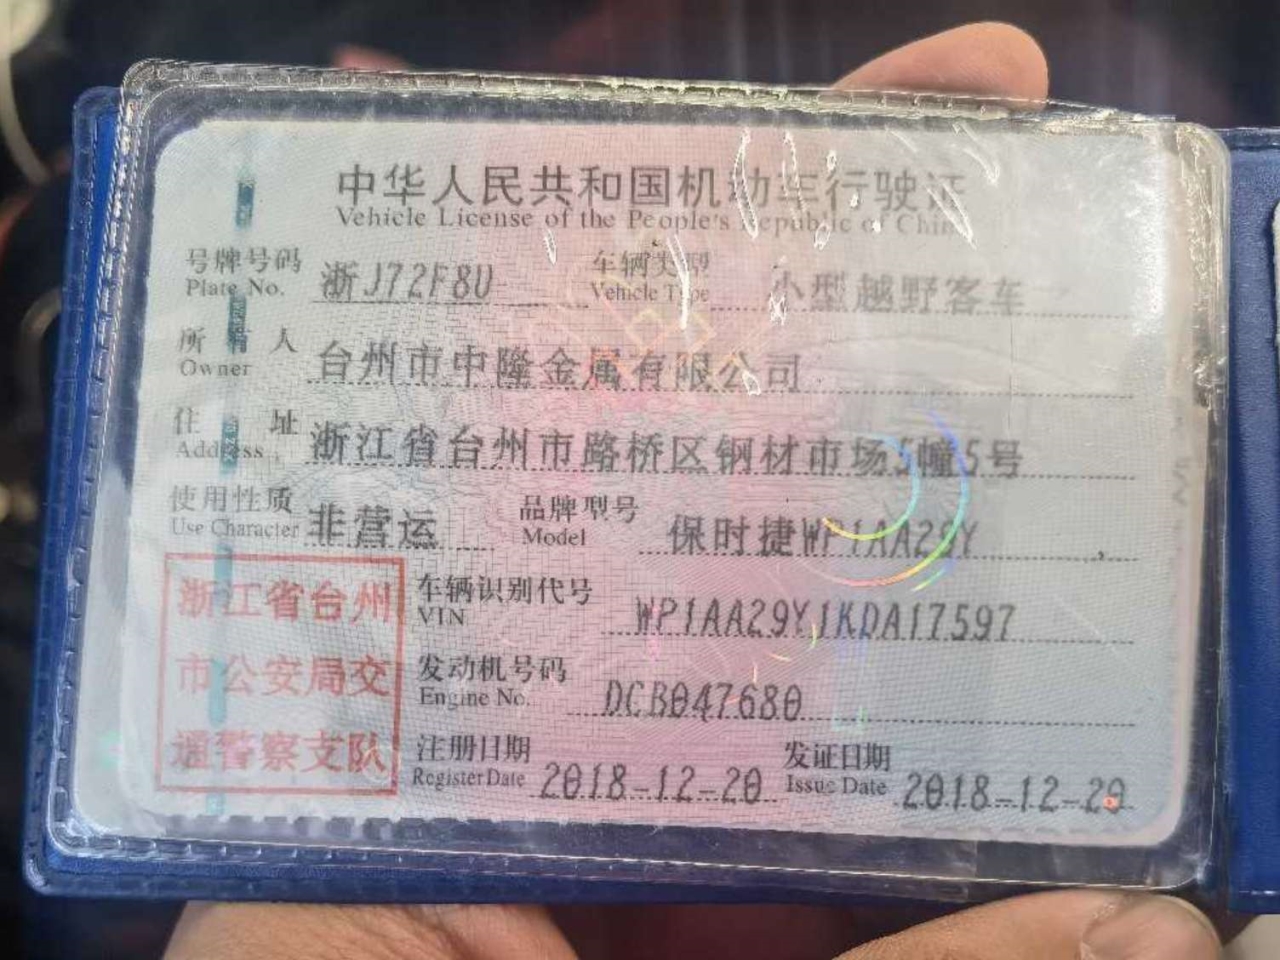 中华人民共和国机动车行驶证
Vehicle License of the People's Republic of China
号牌号码 浙J72F8U 车辆类型 小型越野客车
Plate No. Vehicle Type
所有人 台州市中隆金属有限公司
Owner
住址 浙江省台州市路桥区钢材市场5幢5号
Address
使用性质 非营运 品牌型号 保时捷WP1AA29Y
Use Character Model
浙江省台州
市公安局交
通警察支队
车辆识别代号 WP1AA29Y1KDA17597
VIN
发动机号码 DCB047680
Engine No.
注册日期 2018-12-20 发证日期 2018-12-20
Register Date Issue Date